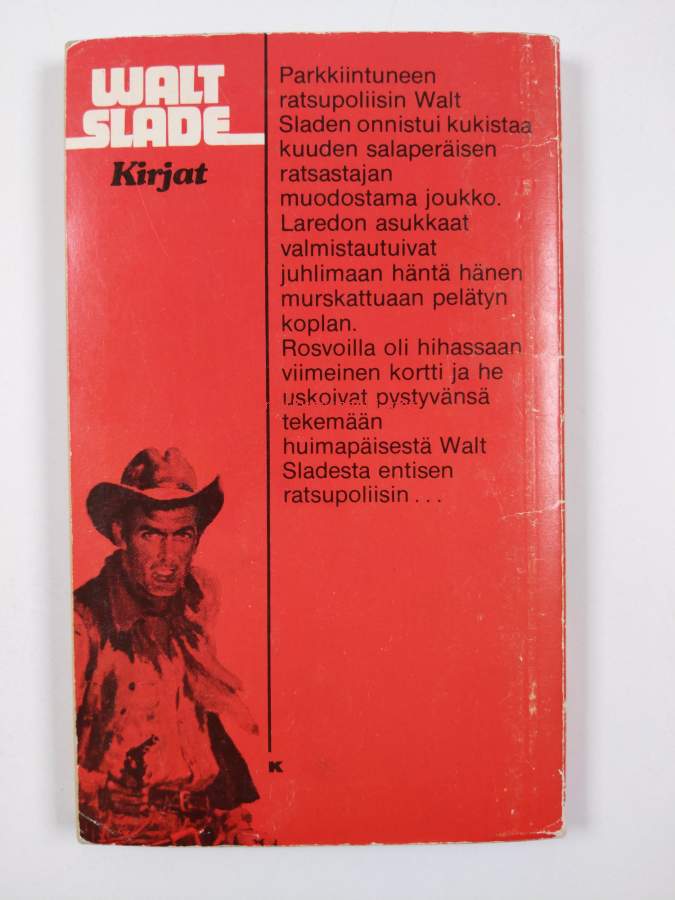 WALT
SLADE
Kirjat
Parkkiintuneen
ratsupoliisin Walt
Sladen onnistui kukistaa
kuuden salaperäisen
ratsastajan
muodostama joukko.
Laredon asukkaat
valmistautuivat
juhlimaan häntä hänen
murskattuaan pelätyn
koplan.
Rosvoilla oli hihassaan
viimeinen kortti ja he
uskoivat pystyvänsä
tekemään
huimapäisestä Walt
Sladesta entisen
ratsupoliisin...
K